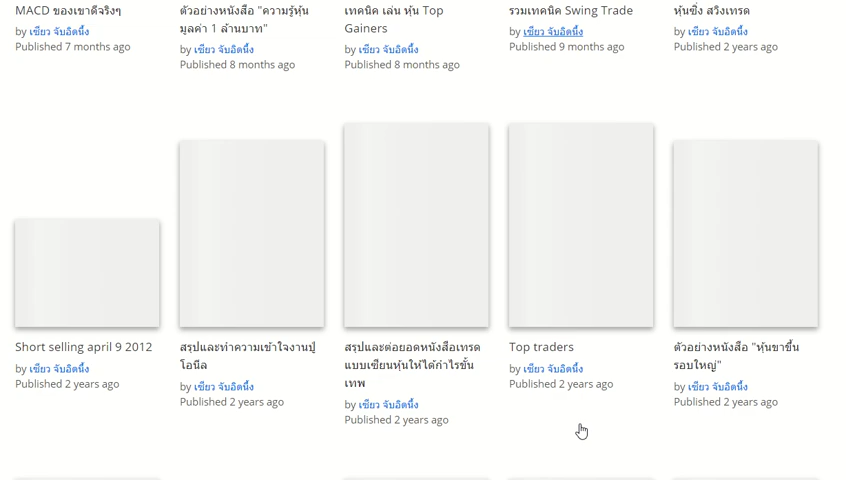 MACD ของเขาดีจริงๆ
by เซียว จับอิดนึ้ง
Published 7 months ago
ตัวอย่างหนังสือ "ความรู้หุ้น
มูลค่า 1 ล้านบาท"
by เซียว จับอิดนึ้ง
Published 8 months ago
เทคนิค เล่น หุ้น Top
Gainers
by เซียว จับอิดนึ้ง
Published 8 months ago
รวมเทคนิค Swing Trade
by เซียว จับอิดนึ้ง
Published 9 months ago
หุ้นซิ่ง สวิงเทรด
by เซียว จับอิดนึ้ง
Published 2 years ago
Short selling april 9 2012
by เซียว จับอิดนึ้ง
Published 2 years ago
สรุปและทำความเข้าใจงานปู่
โอนีล
by เซียว จับอิดนึ้ง
Published 2 years ago
สรุปและต่อยอดหนังสือเทรด
แบบเซียนหุ้นให้ได้กำไรขั้น
เทพ
by เซียว จับอิดนึ้ง
Published 2 years ago
Top traders
by เซียว จับอิดนึ้ง
Published 2 years ago
ตัวอย่างหนังสือ "หุ้นขาขึ้น
รอบใหญ่"
by เซียว จับอิดนึ้ง
Published 2 years ago